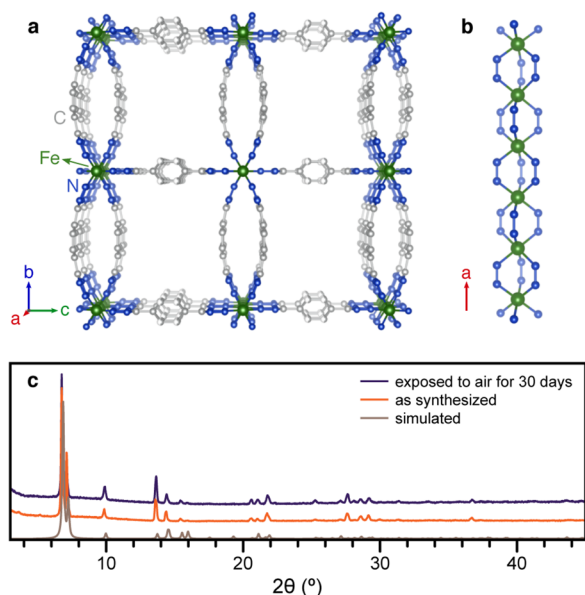 a
b
C
Fe
N
b
a
c
a
c
exposed to air for 30 days
as synthesized
simulated
10
20
30
40
2θ (º)